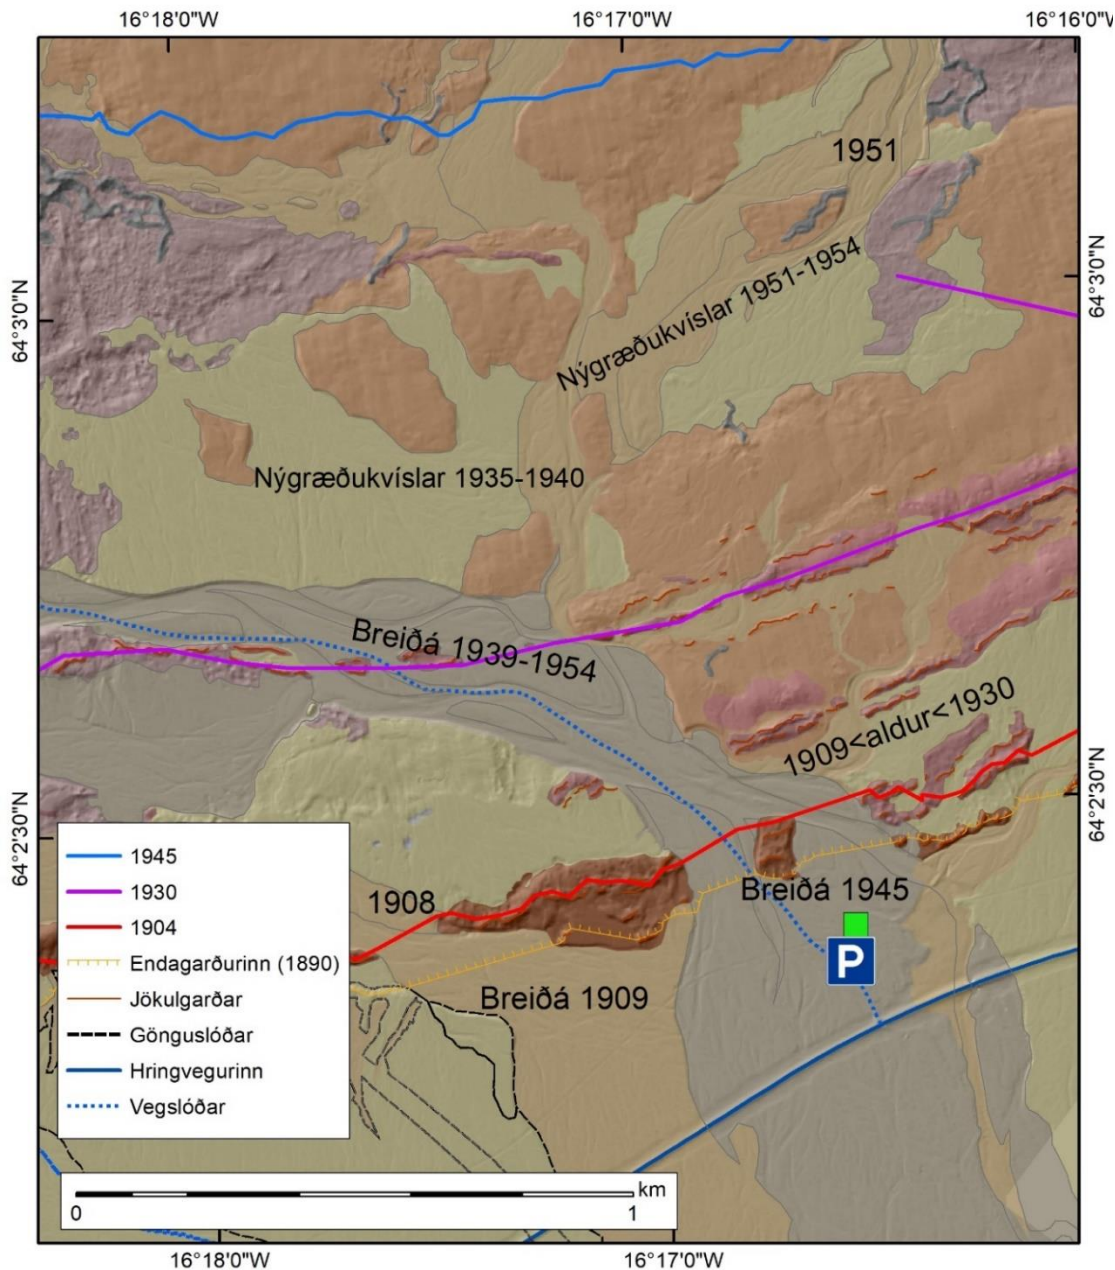 16°18'0"W
16°17'0"W
16°16'0"W
1951
64°3'0"N
64°3'0"N
Nýgræðukvíslar 1951-1954
Nýgræðukvíslar 1935-1940
Breiðá 1939-1954
1909<aldur<1930
64°2'30"N
64°2'30"N
1908
Breiðá 1945
P
Breiðá 1909
1945
1930
1904
Endagarðurinn (1890)
Jökulgarðar
Gönguslóðar
Hringvegurinn
Vegslóðar
km
0
1
16°18'0"W
16°17'0"W